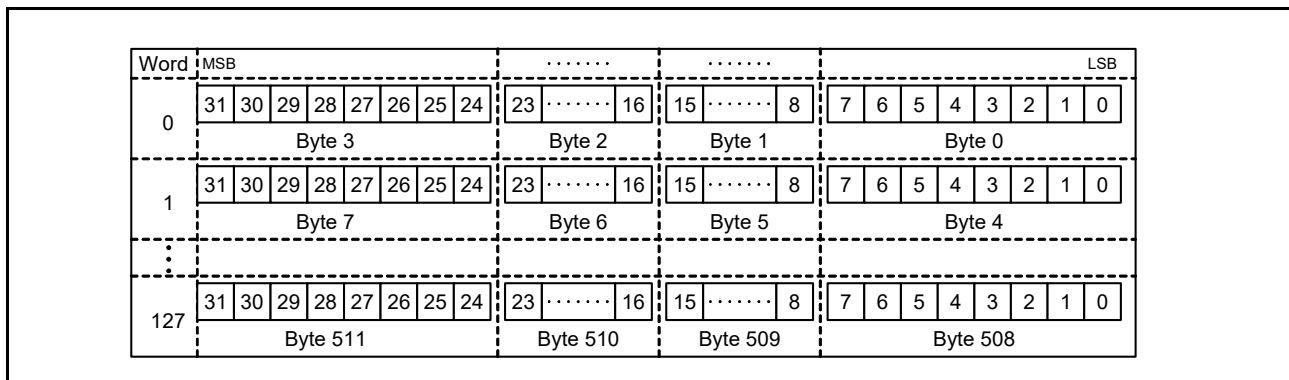 Word MSB ....... ....... LSB
0 31 30 29 28 27 26 25 24 23 ....... 16 15 ....... 8 7 6 5 4 3 2 1 0
Byte 3 Byte 2 Byte 1 Byte 0
1 31 30 29 28 27 26 25 24 23 ....... 16 15 ....... 8 7 6 5 4 3 2 1 0
Byte 7 Byte 6 Byte 5 Byte 4
⋮
127 31 30 29 28 27 26 25 24 23 ....... 16 15 ....... 8 7 6 5 4 3 2 1 0
Byte 511 Byte 510 Byte 509 Byte 508